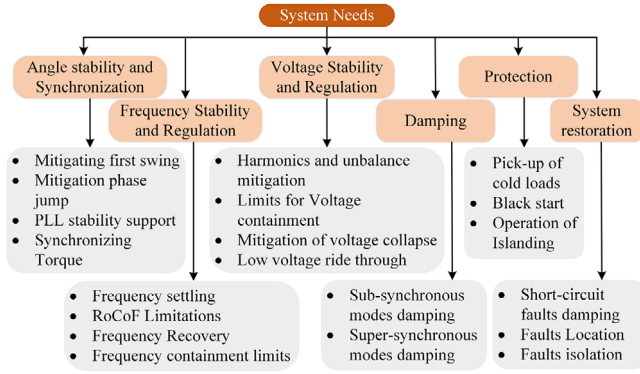 System Needs
Angle stability and
Synchronization
Frequency Stability
and Regulation
Voltage Stability
and Regulation
Damping
Protection
System
restoration
• Mitigating first swing
• Mitigation phase
jump
• PLL stability support
• Synchronizing
Torque
• Harmonics and unbalance
mitigation
• Limits for Voltage
containment
• Mitigation of voltage collapse
• Low voltage ride through
• Pick-up of
cold loads
• Black start
• Operation of
Islanding
• Frequency settling
• RoCoF Limitations
• Frequency Recovery
• Frequency containment limits
• Sub-synchronous
modes damping
• Super-synchronous
modes damping
• Short-circuit
faults damping
• Faults Location
• Faults isolation